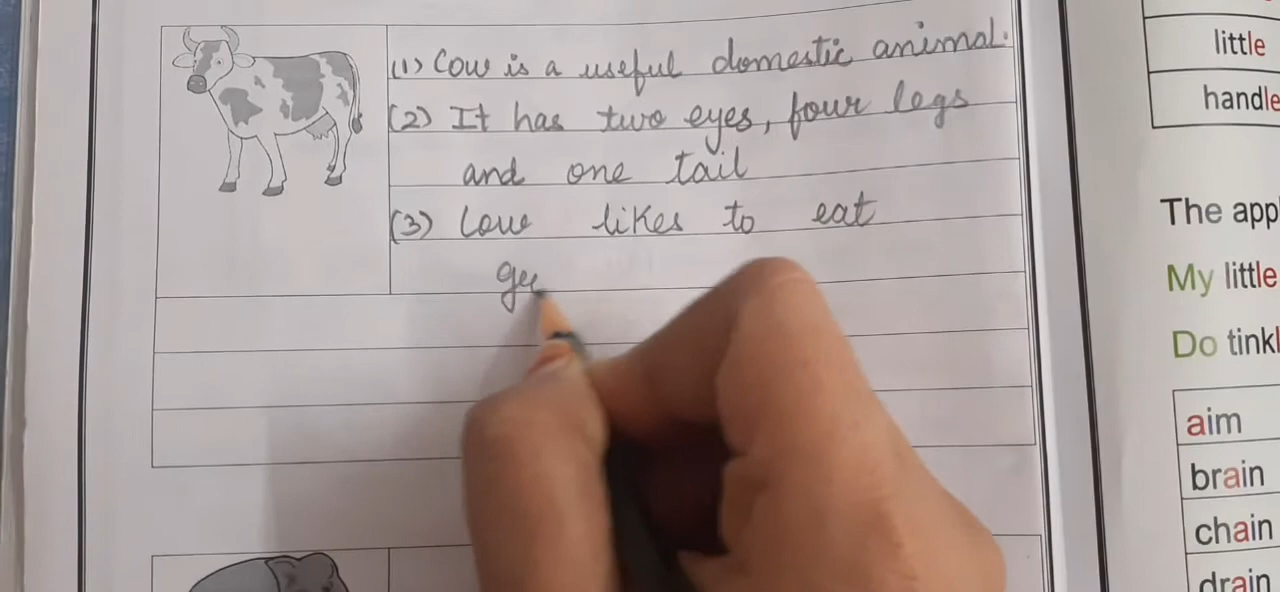 (1) Cow is a useful domestic animal.
(2) It has two eyes, four legs
and one tail
(3) Cow likes to eat
little
handle
The app
My little
Do tinkl
aim
brain
chain
drain